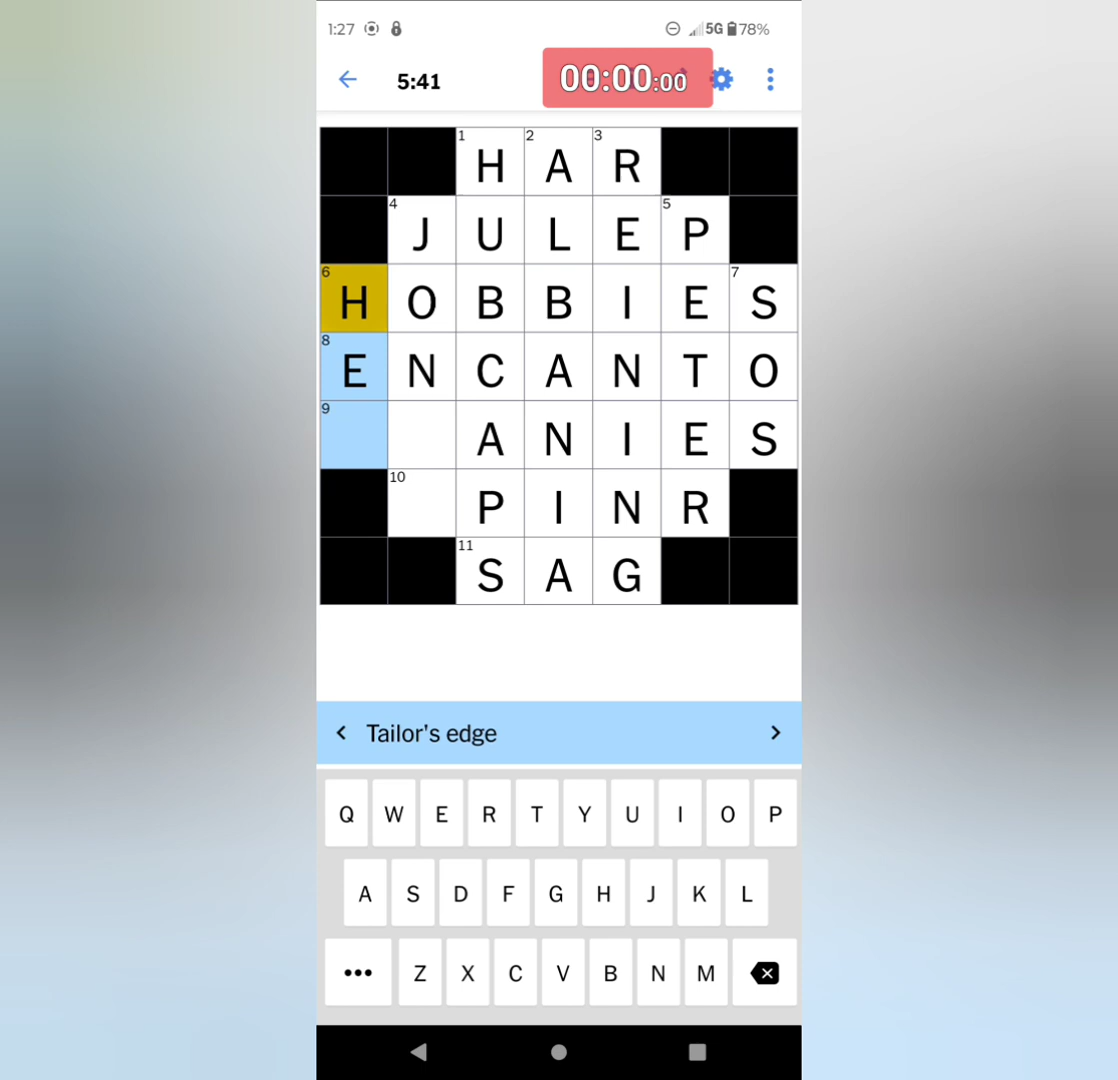 1:27 5G 78%
5:41 00:00:00
1 H 2 A 3 R
4 J U L E 5 P
6 H O B B I E 7 S
8 E N C A N T O
9 A N I E S
10 P I N R
11 S A G
< Tailor's edge >
Q W E R T Y U I O P
A S D F G H J K L
••• Z X C V B N M